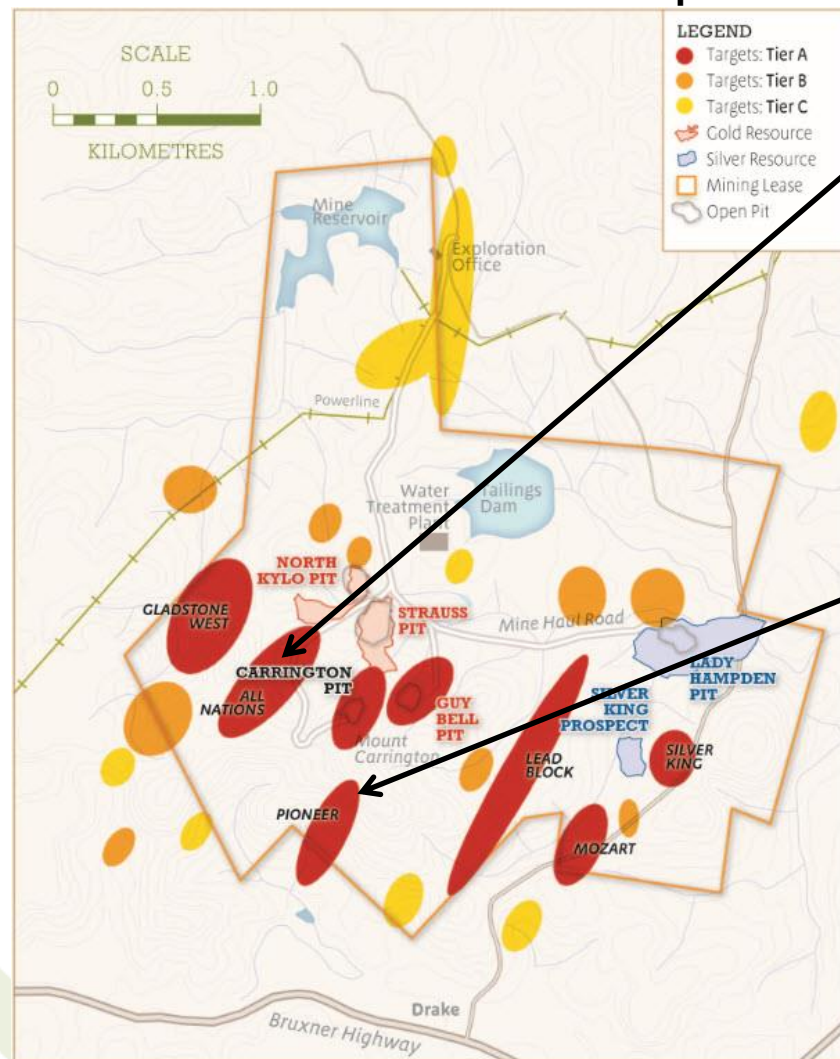 SCALE
0 0.5 1.0
KILOMETRES
LEGEND
Targets: Tier A
Targets: Tier B
Targets: Tier C
Gold Resource
Silver Resource
Mining Lease
Open Pit
Mine
Reservoir
Exploration
Office
Powerline
Water
Treatment
Plant
Tailings
Dam
NORTH
KYLO PIT
GLADSTONE
WEST
STRAUSS
PIT
Mine Haul Road
CARRINGTON
PIT
ALL
NATIONS
LADY
HAMPDEN
PIT
SILVER
KING
PROSPECT
GUY
BELL
PIT
Mount
Carrington
LEAD
BLOCK
SILVER
KING
PIONEER
MOZART
Drake
Bruxner Highway